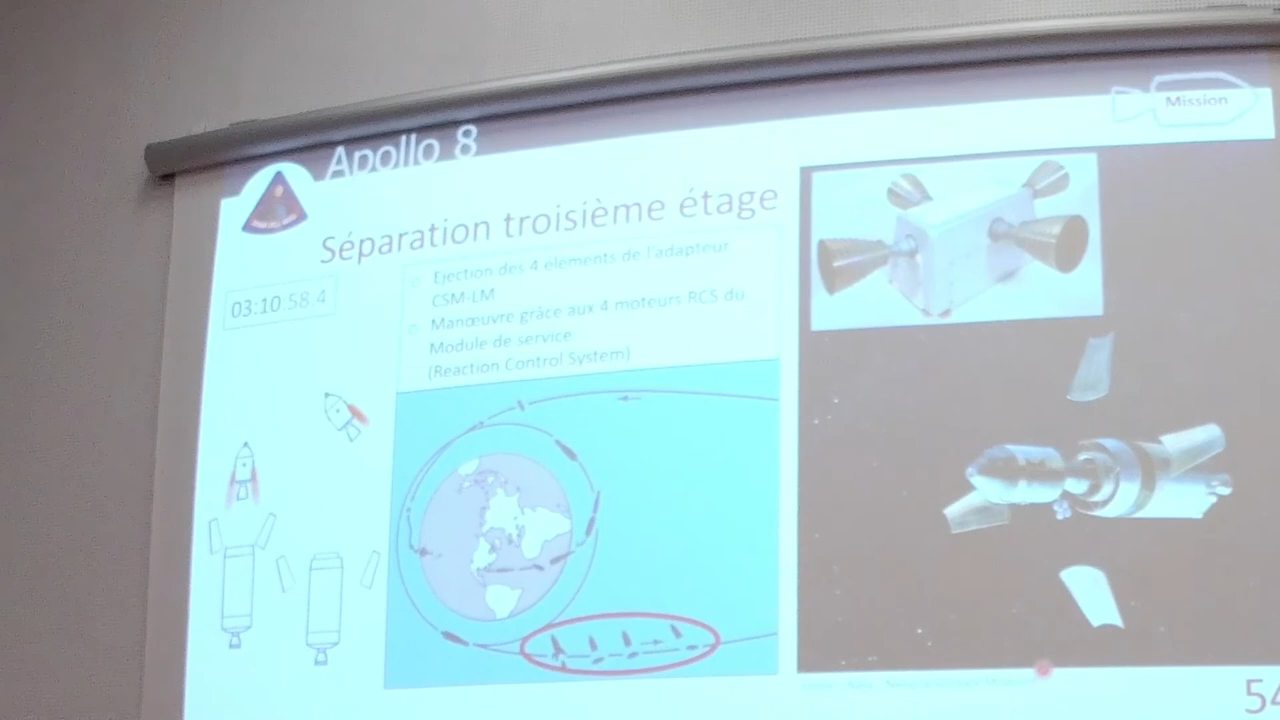 Mission
Apollo 8
Séparation troisième étage
03:10:58.4
Ejection des 4 éléments de l'adapteur
CSM-LM
Manœuvre grâce aux 4 moteurs RCS du
Module de service
(Reaction Control System)
54